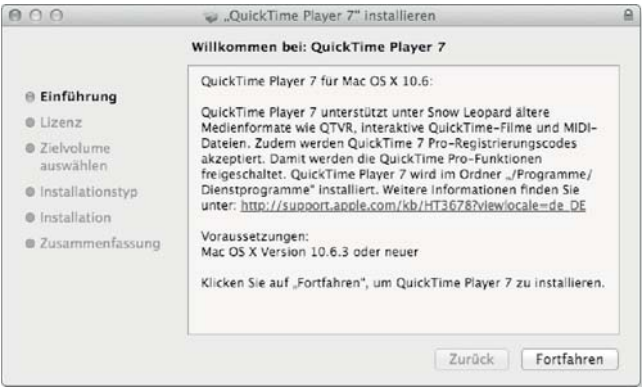 „QuickTime Player 7“ installieren
Willkommen bei: QuickTime Player 7
Einführung
Lizenz
Zielvolume
auswählen
Installationstyp
Installation
Zusammenfassung
QuickTime Player 7 für Mac OS X 10.6:
QuickTime Player 7 unterstützt unter Snow Leopard ältere
Medienformate wie QTVR, interaktive QuickTime-Filme und MIDI-
Dateien. Zudem werden QuickTime 7 Pro-Registrierungscodes
akzeptiert. Damit werden die QuickTime Pro-Funktionen
freigeschaltet. QuickTime Player 7 wird im Ordner „/Programme/
Dienstprogramme“ installiert. Weitere Informationen finden Sie
unter: http://support.apple.com/kb/HT3678?viewlocale=de_DE
Voraussetzungen:
Mac OS X Version 10.6.3 oder neuer
Klicken Sie auf „Fortfahren“, um QuickTime Player 7 zu installieren.
Zurück
Fortfahren